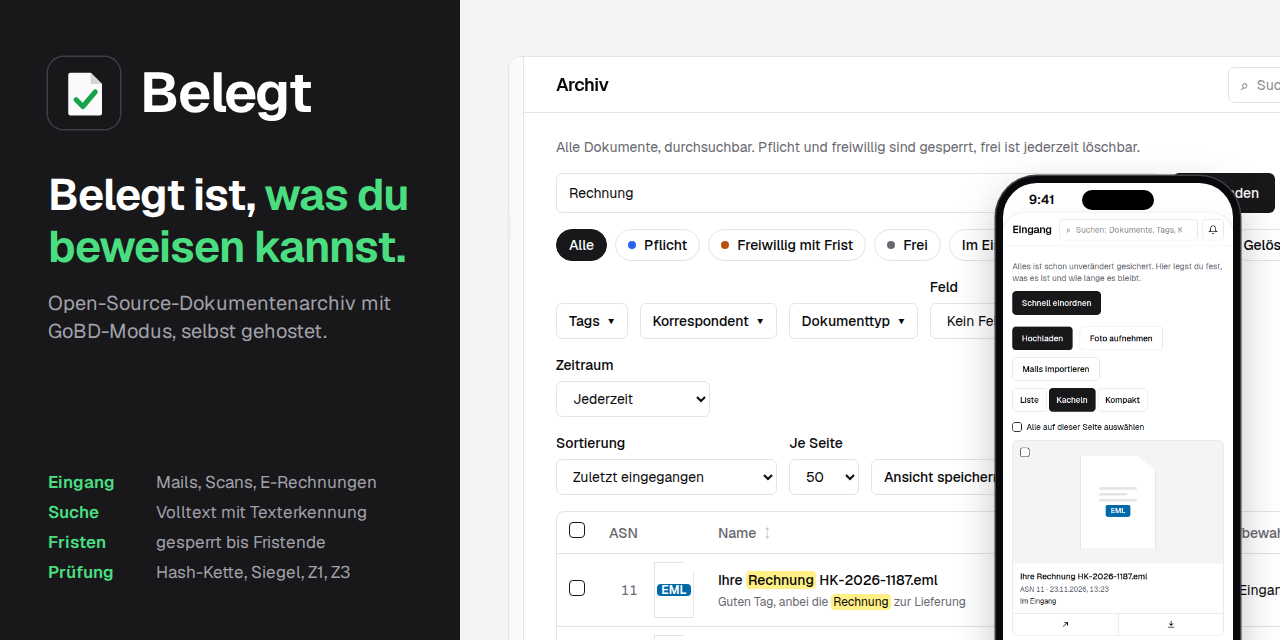 Belegt
Belegt ist, was du
beweisen kannst.
Open-Source-Dokumentenarchiv mit
GoBD-Modus, selbst gehostet.
Eingang Mails, Scans, E-Rechnungen
Suche Volltext mit Texterkennung
Fristen gesperrt bis Fristende
Prüfung Hash-Kette, Siegel, Z1, Z3
Archiv
Alle Dokumente, durchsuchbar. Pflicht und freiwillig sind gesperrt, frei ist jederzeit löschbar.
Rechnung
Alle Pflicht Freiwillig mit Frist Frei Im
Feld
Tags Korrespondent Dokumenttyp Kein
Zeitraum
Jederzeit
Sortierung Je Seite
Zuletzt eingegangen 50 Ansicht
ASN Name
11 EML Ihre Rechnung HK-2026-1187.eml
Guten Tag, anbei die Rechnung zur Lieferung
9:41
Eingang Suchen: Dokumente, Tags, K
Alles ist schon unverändert gesichert. Hier legst du fest,
was es ist und wie lange es bleibt.
Schnell einordnen
Hochladen Foto aufnehmen
Mails importieren
Liste Kacheln Kompakt
Alle auf dieser Seite auswählen
EML
Ihre Rechnung HK-2026-1187.eml
ASN 11 · 23.11.2026, 13:23
Im Eingang